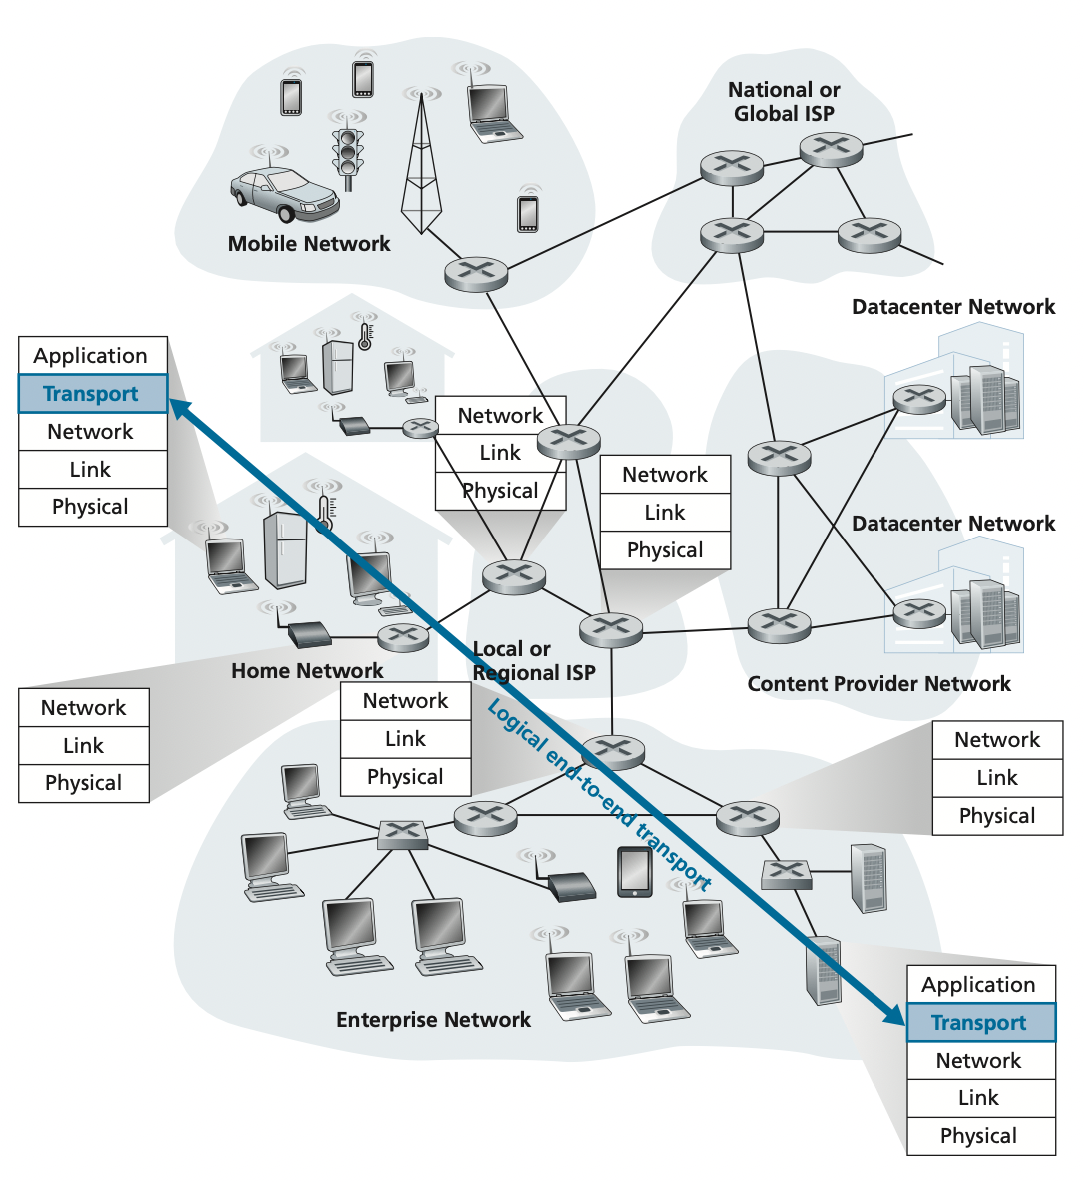 National or
Global ISP
Mobile Network
Datacenter Network
Application
Transport
Network
Link
Physical
Network
Link
Physical
Network
Link
Physical
Datacenter Network
Home Network
Local or
Regional ISP
Content Provider Network
Network
Link
Physical
Network
Link
Physical
Logical end-to-end transport
Network
Link
Physical
Enterprise Network
Application
Transport
Network
Link
Physical